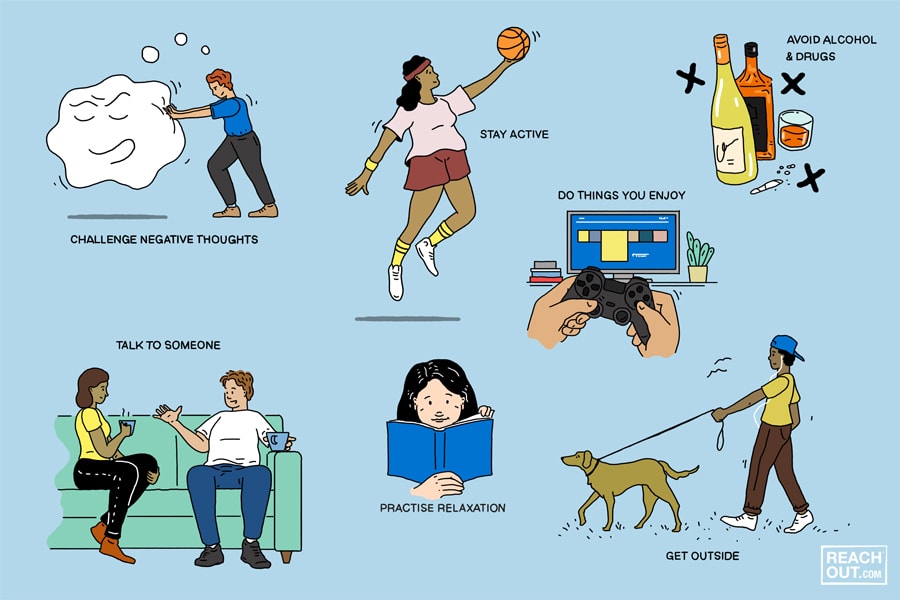 AVOID ALCOHOL
& DRUGS
STAY ACTIVE
DO THINGS YOU ENJOY
CHALLENGE NEGATIVE THOUGHTS
TALK TO SOMEONE
PRACTISE RELAXATION
GET OUTSIDE
REACH
OUT.COM